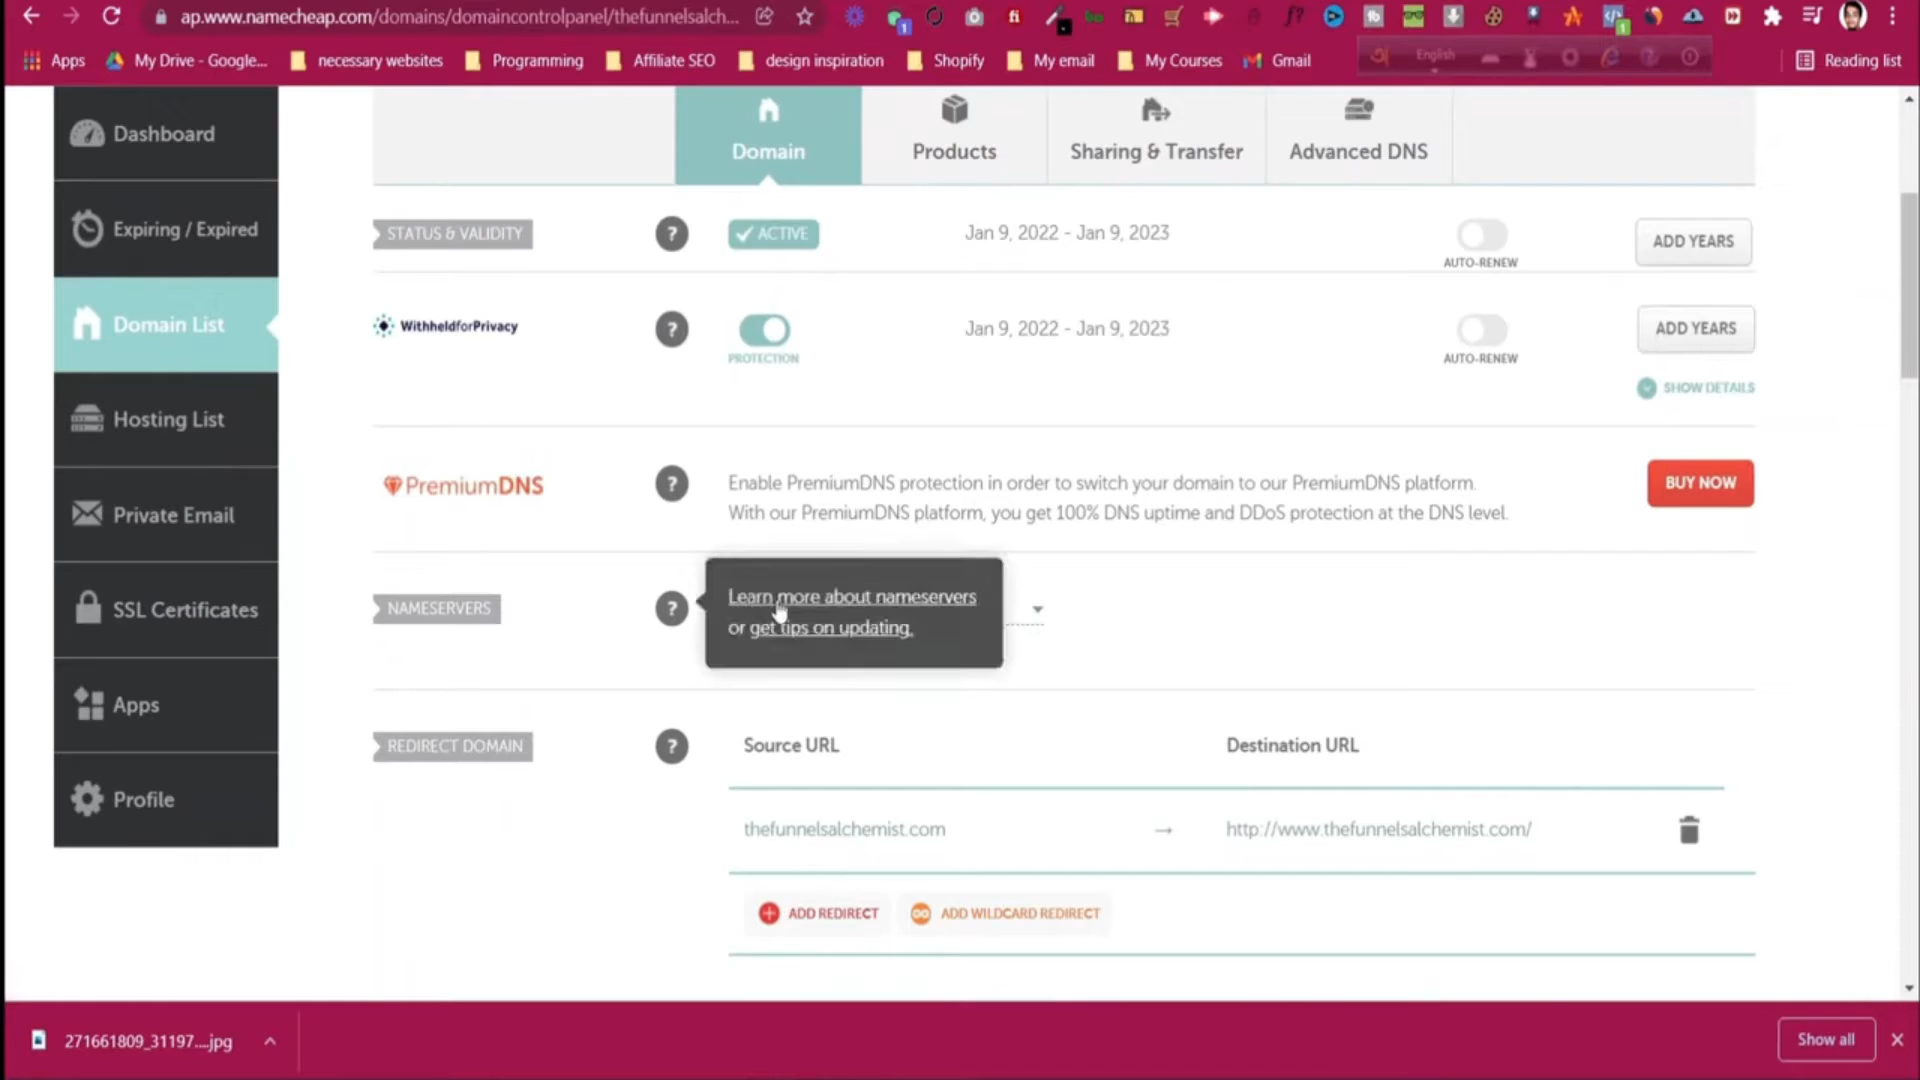 ap.www.namecheap.com/domains/domaincontrolpanel/thefunnelsalch...
Apps
My Drive - Google...
necessary websites
Programming
Affiliate SEO
design inspiration
Shopify
My email
My Courses
Gmail
English
Reading list
Dashboard
Expiring / Expired
Domain List
Hosting List
Private Email
SSL Certificates
Apps
Profile
Domain
Products
Sharing & Transfer
Advanced DNS
STATUS & VALIDITY
?
ACTIVE
Jan 9, 2022 - Jan 9, 2023
AUTO-RENEW
ADD YEARS
WithheldforPrivacy
?
PROTECTION
Jan 9, 2022 - Jan 9, 2023
AUTO-RENEW
ADD YEARS
SHOW DETAILS
PremiumDNS
?
Enable PremiumDNS protection in order to switch your domain to our PremiumDNS platform.
With our PremiumDNS platform, you get 100% DNS uptime and DDoS protection at the DNS level.
BUY NOW
NAMESERVERS
?
Learn more about nameservers
or get tips on updating.
REDIRECT DOMAIN
?
Source URL
Destination URL
thefunnelsalchemist.com
→
http://www.thefunnelsalchemist.com/
ADD REDIRECT
ADD WILDCARD REDIRECT
271661809_31197....jpg
Show all